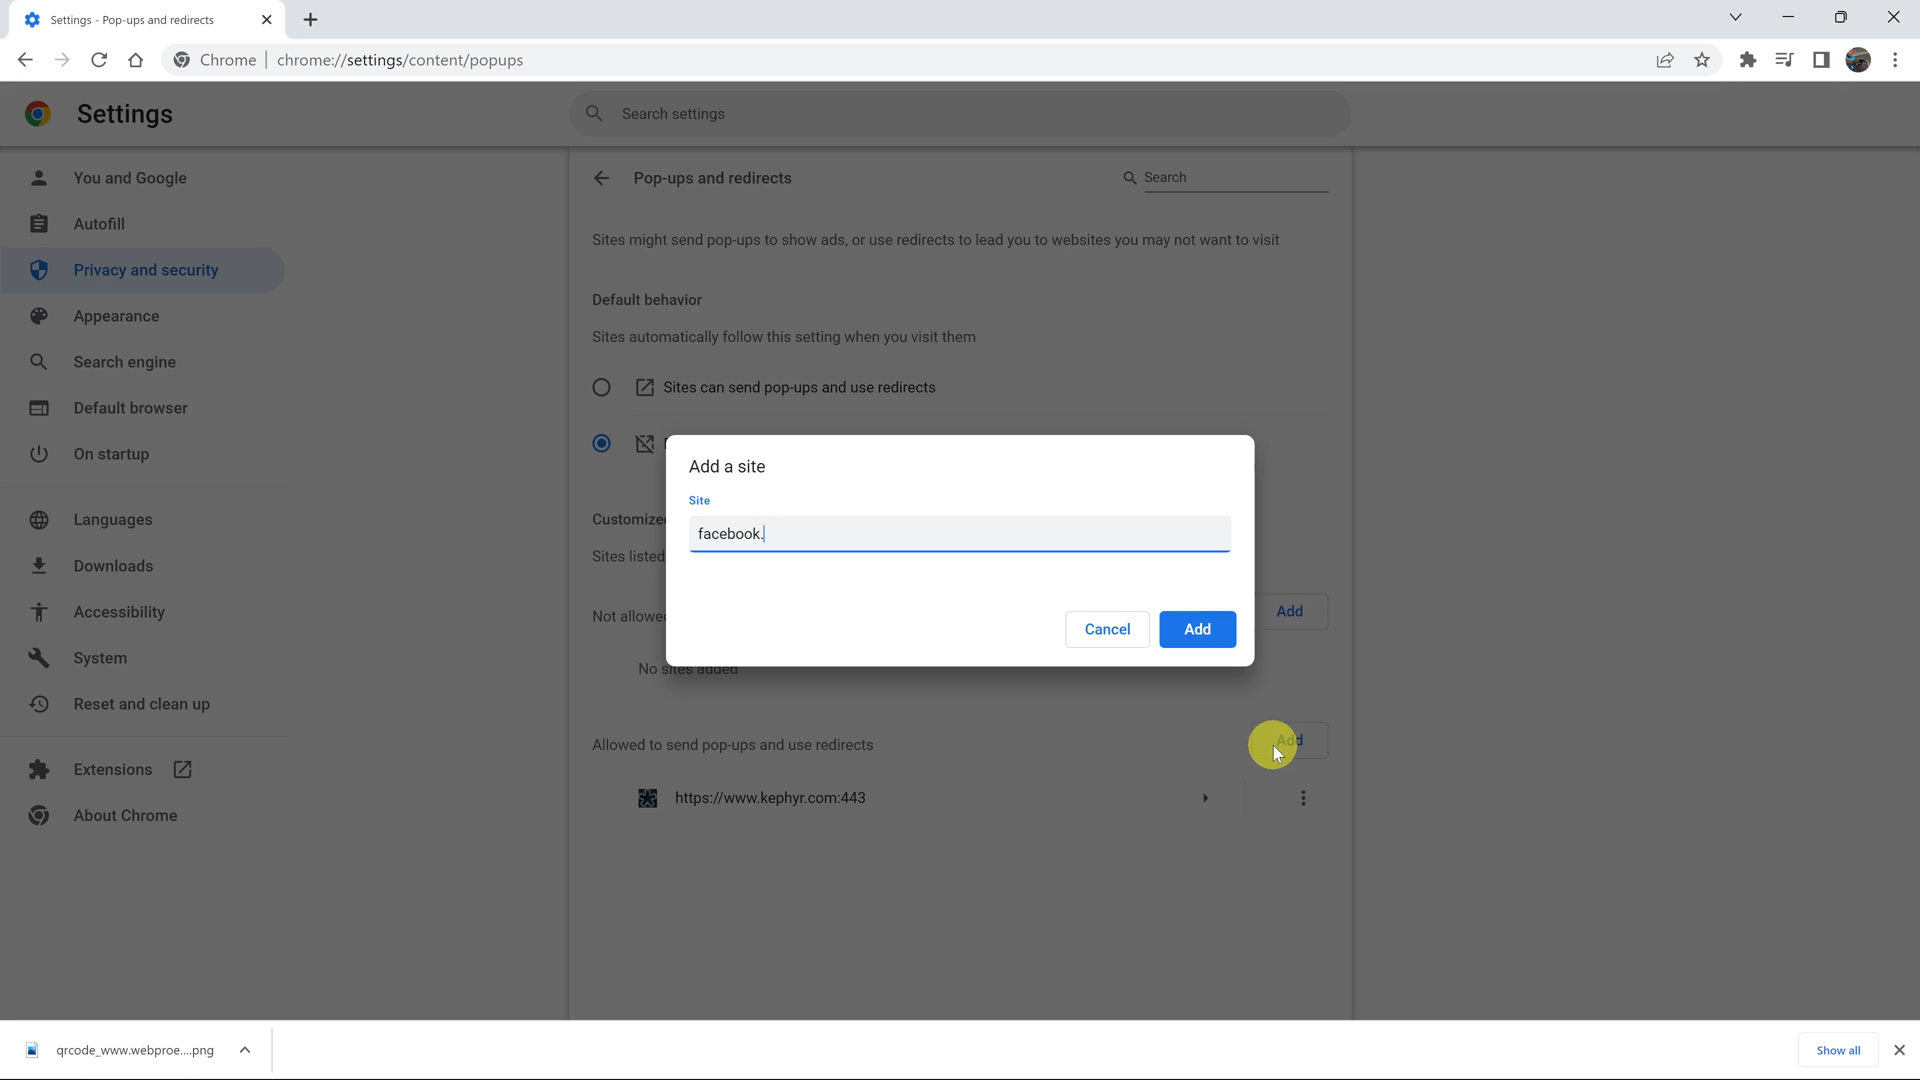 Settings - Pop-ups and redirects
Chrome | chrome://settings/content/popups
Settings
Search settings
You and Google
Autofill
Privacy and security
Appearance
Search engine
Default browser
On startup
Languages
Downloads
Accessibility
System
Reset and clean up
Extensions
About Chrome
Pop-ups and redirects
Search
Sites might send pop-ups to show ads, or use redirects to lead you to websites you may not want to visit
Default behavior
Sites automatically follow this setting when you visit them
Sites can send pop-ups and use redirects
Customize
Sites listed
Not allowe
Add
No sites added
Add a site
Site
facebook.
Cancel
Add
Allowed to send pop-ups and use redirects
Add
https://www.kephyr.com:443
qrcode_www.webproe....png
Show all